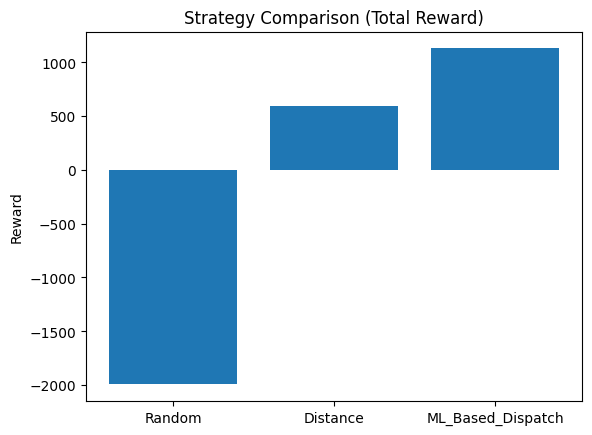 Strategy Comparison (Total Reward)
1000
500
0
−500
−1000
−1500
−2000
Reward
Random Distance ML_Based_Dispatch